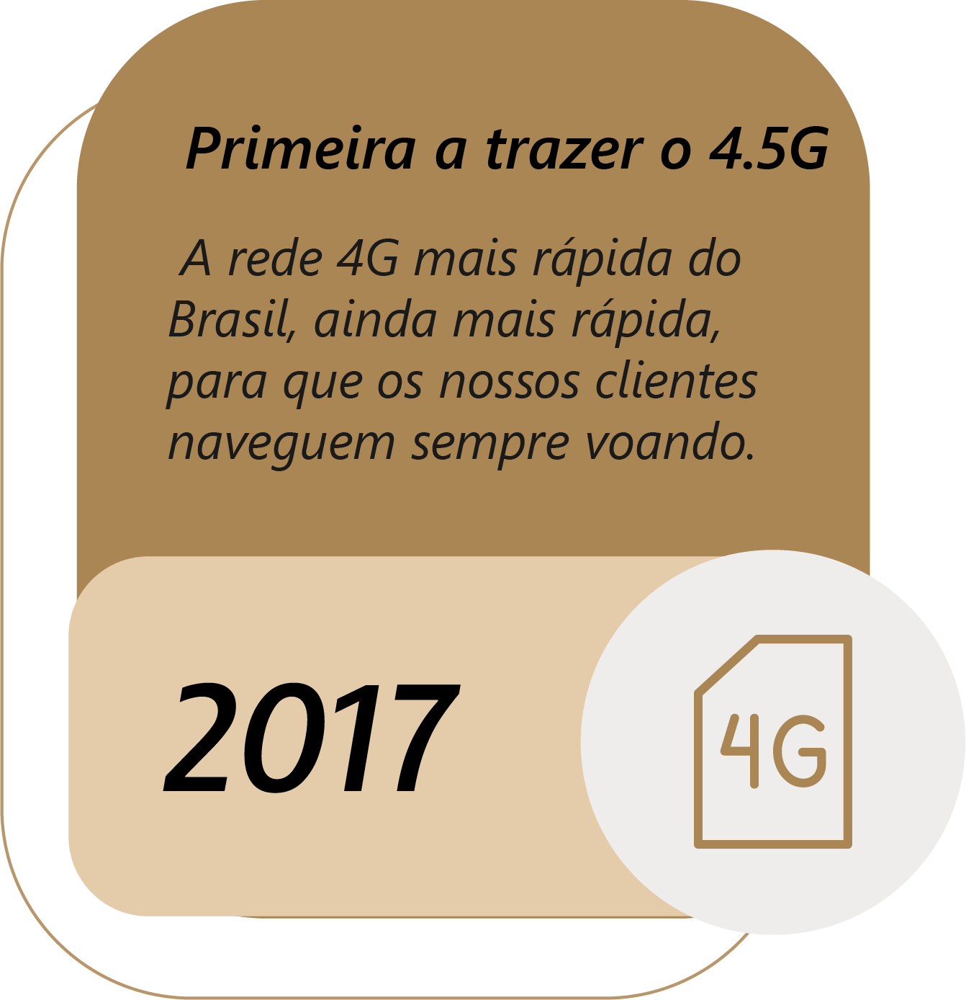 Primeira a trazer o 4.5G
A rede 4G mais rápida do
Brasil, ainda mais rápida,
para que os nossos clientes
naveguem sempre voando.
2017
4G